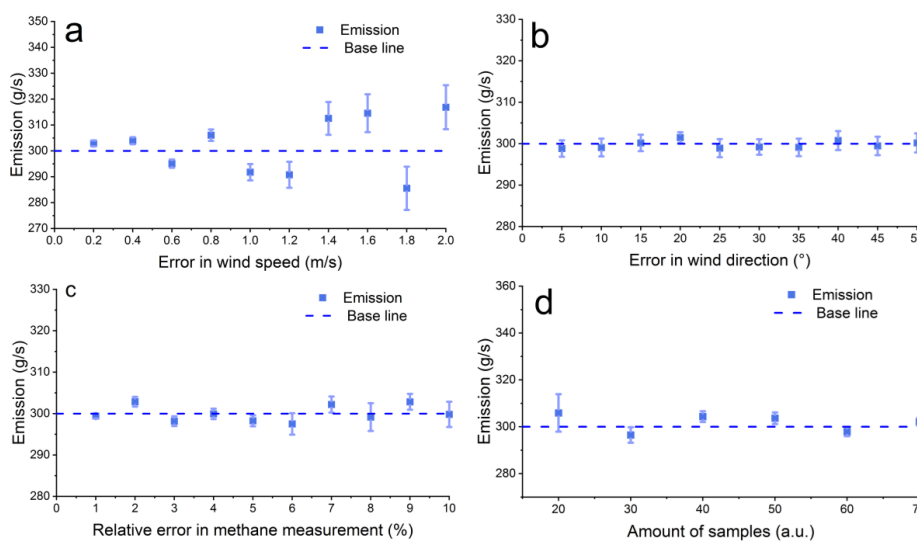 a
Emission
Base line
Emission (g/s)
350
340
330
320
310
300
290
280
270
0.0 0.2 0.4 0.6 0.8 1.0 1.2 1.4 1.6 1.8 2.0
Error in wind speed (m/s)
b
Emission
Base line
Emission (g/s)
330
320
310
300
290
280
0 5 10 15 20 25 30 35 40 45
Error in wind direction (°)
c
Emission
Base line
Emission (g/s)
330
320
310
300
290
280
0 1 2 3 4 5 6 7 8 9 10
Relative error in methane measurement (%)
d
Emission
Base line
Emission (g/s)
360
340
320
300
280
20 30 40 50 60
Amount of samples (a.u.)